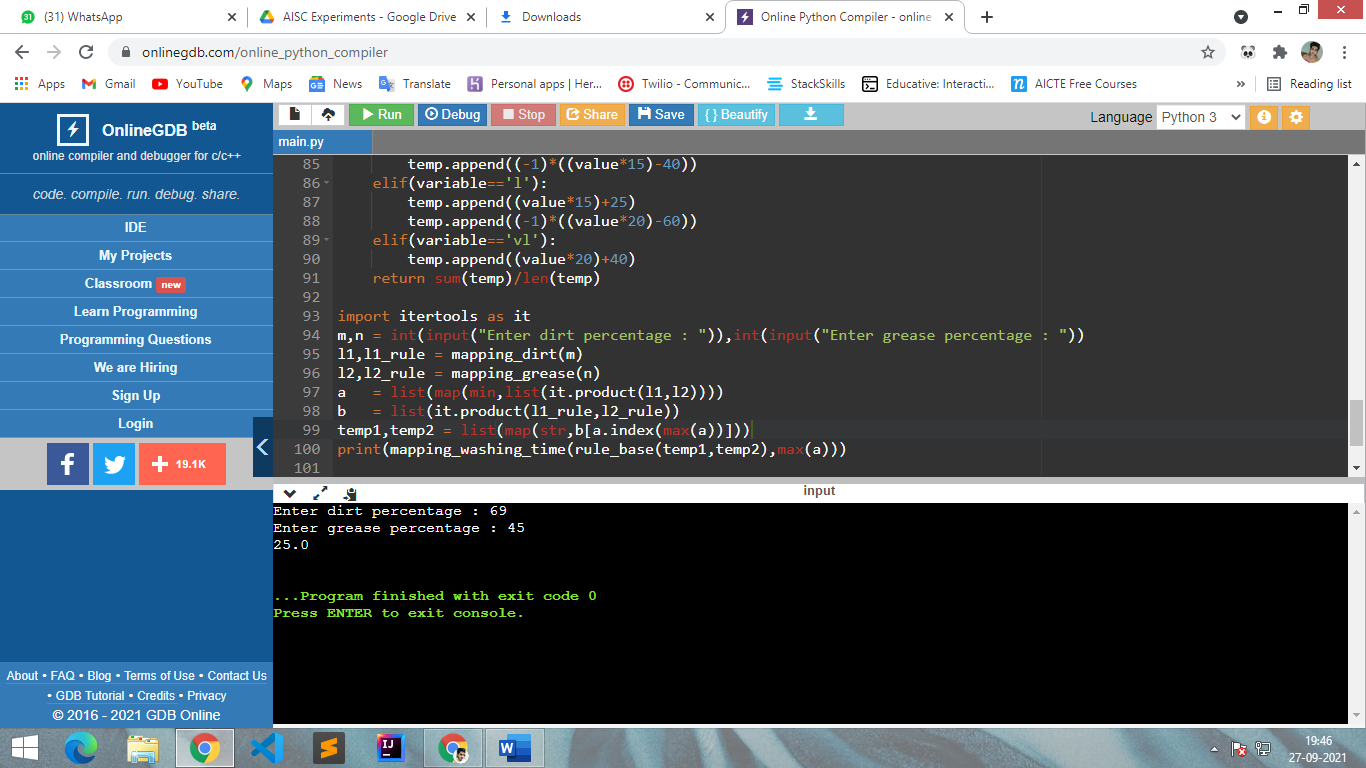 (31) WhatsApp
AISC Experiments - Google Drive
Downloads
Online Python Compiler - online
onlinegdb.com/online_python_compiler
Apps
Gmail
YouTube
Maps
News
Translate
Personal apps | Her...
Twilio - Communic...
StackSkills
Educative: Interacti...
AICTE Free Courses
»
Reading list
OnlineGDB beta
online compiler and debugger for c/c++
code. compile. run. debug. share.
IDE
My Projects
Classroom new
Learn Programming
Programming Questions
We are Hiring
Sign Up
Login
19.1K
About • FAQ • Blog • Terms of Use • Contact Us
• GDB Tutorial • Credits • Privacy
© 2016 - 2021 GDB Online
Run
Debug
Stop
Share
Save
{ } Beautify
Language
Python 3
main.py
85         temp.append((-1)*((value*15)-40))
86     elif(variable=='l'):
87         temp.append((value*15)+25)
88         temp.append((-1)*((value*20)-60))
89     elif(variable=='vl'):
90         temp.append((value*20)+40)
91     return sum(temp)/len(temp)
92
93 import itertools as it
94 m,n = int(input("Enter dirt percentage : ")),int(input("Enter grease percentage : "))
95 l1,l1_rule = mapping_dirt(m)
96 l2,l2_rule = mapping_grease(n)
97 a   = list(map(min,list(it.product(l1,l2))))
98 b   = list(it.product(l1_rule,l2_rule))
99 temp1,temp2 = list(map(str,b[a.index(max(a))]))
100 print(mapping_washing_time(rule_base(temp1,temp2),max(a)))
101
input
Enter dirt percentage : 69
Enter grease percentage : 45
25.0
...Program finished with exit code 0
Press ENTER to exit console.
19:46
27-09-2021